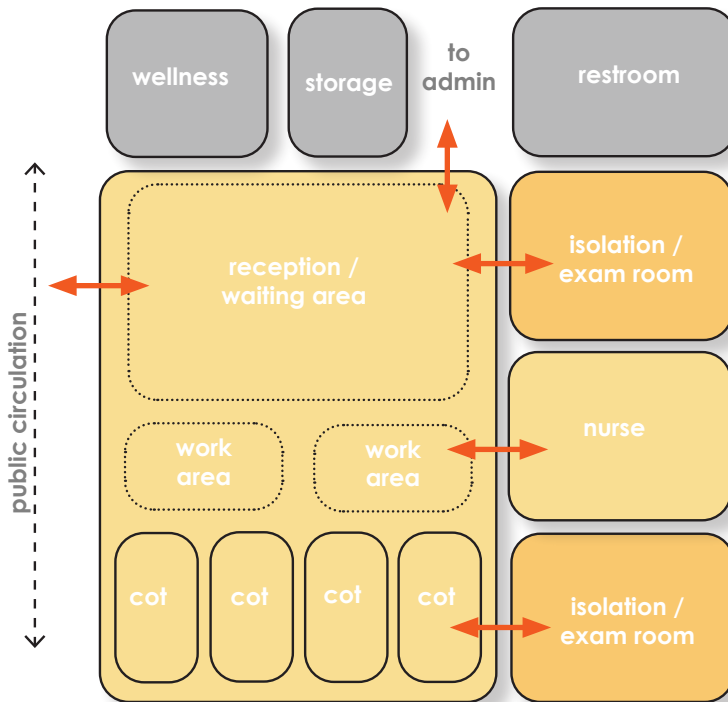 wellness
storage
to
admin
restroom
reception /
waiting area
isolation /
exam room
public circulation
work
area
work
area
nurse
cot
cot
cot
cot
isolation /
exam room